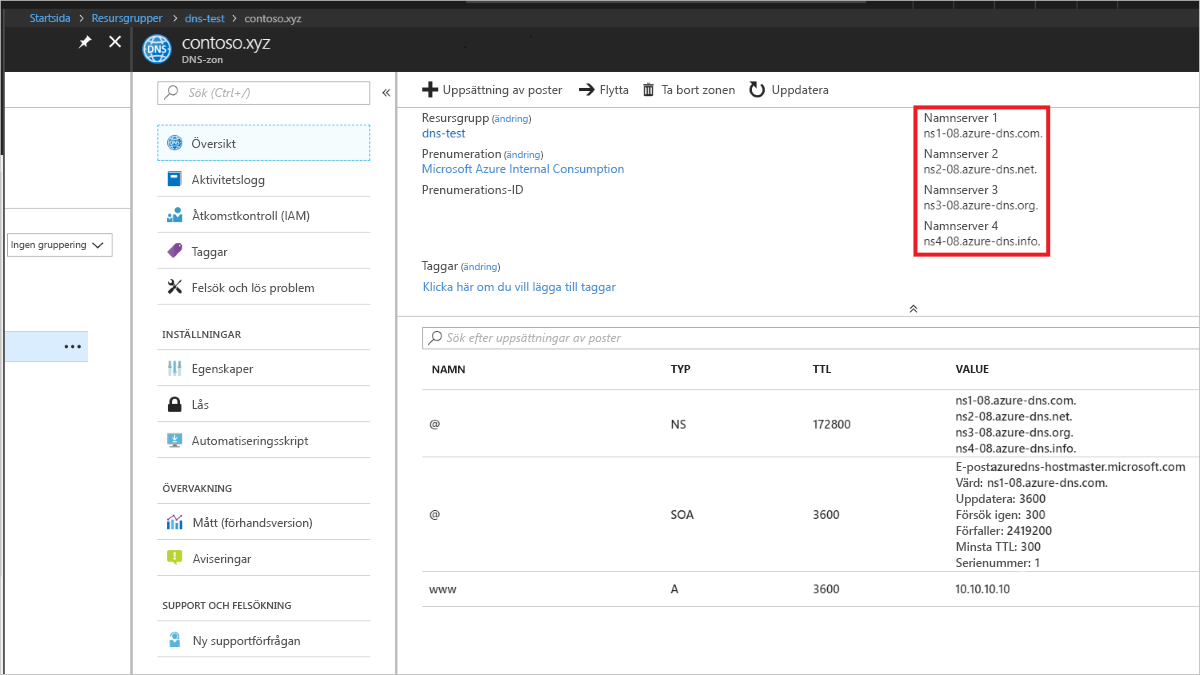 Startsida > Resursgrupper > dns-test > contoso.xyz
contoso.xyz
DNS-zon
DNS
Ingen gruppering
Sök (Ctrl+/)
Översikt
Aktivitetslogg
Åtkomstkontroll (IAM)
Taggar
Felsök och lös problem
INSTÄLLNINGAR
Egenskaper
Lås
Automatiseringsskript
ÖVERVAKNING
Mått (förhandsversion)
Aviseringar
SUPPORT OCH FELSÖKNING
Ny supportförfrågan
Uppsättning av poster Flytta Ta bort zonen Uppdatera
Resursgrupp (ändring)
dns-test
Prenumeration (ändring)
Microsoft Azure Internal Consumption
Prenumerations-ID
Taggar (ändring)
Klicka här om du vill lägga till taggar
Namnserver 1
ns1-08.azure-dns.com.
Namnserver 2
ns2-08.azure-dns.net.
Namnserver 3
ns3-08.azure-dns.org.
Namnserver 4
ns4-08.azure-dns.info.
Sök efter uppsättningar av poster
NAMN TYP TTL VALUE
@ NS 172800
ns1-08.azure-dns.com.
ns2-08.azure-dns.net.
ns3-08.azure-dns.org.
ns4-08.azure-dns.info.
@ SOA 3600
E-postazuredns-hostmaster.microsoft.com
Värd: ns1-08.azure-dns.com.
Uppdatera: 3600
Försök igen: 300
Förfaller: 2419200
Minsta TTL: 300
Serienummer: 1
www A 3600 10.10.10.10